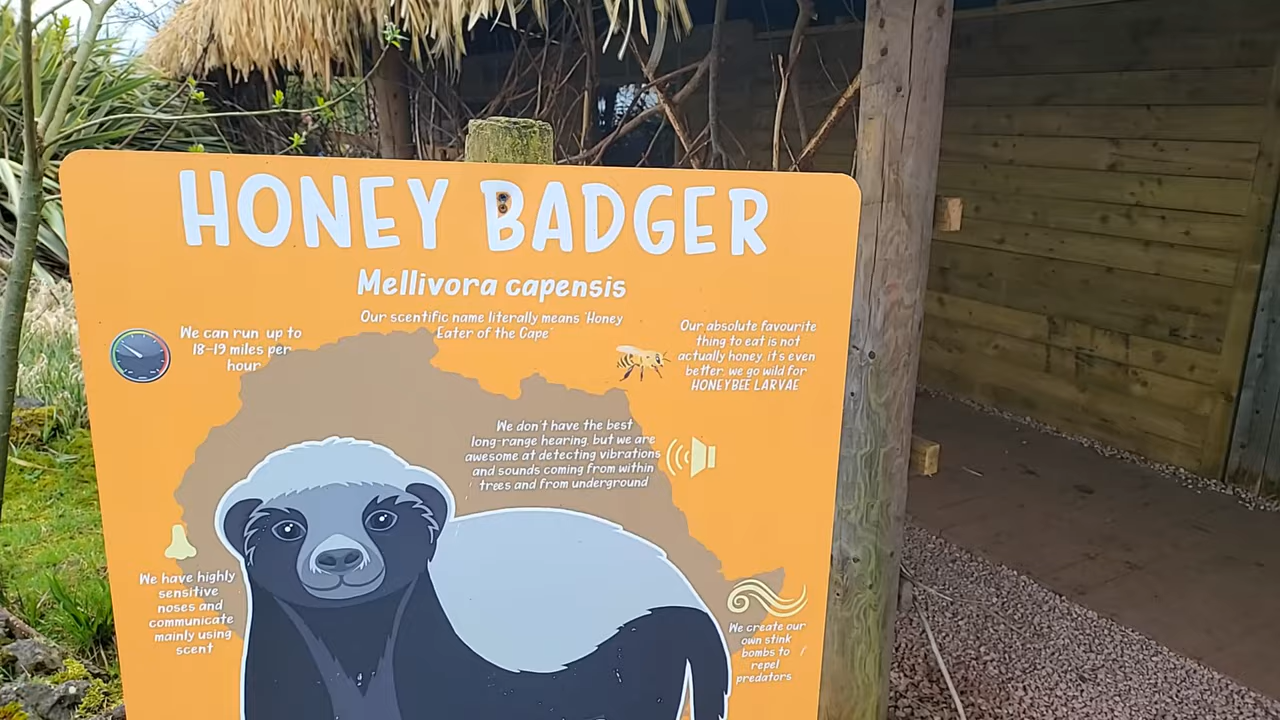 HONEY BADGER
Mellivora capensis
Our scentific name literally means 'Honey
Eater of the Cape'
We can run up to
18-19 miles per
hour
Our absolute favourite
thing to eat is not
actually honey, it's even
better: we go wild for
HONEYBEE LARVAE
We don't have the best
long-range hearing, but we are
awesome at detecting vibrations
and sounds coming from within
trees and from underground
We have highly
sensitive
noses and
communicate
mainly using
scent
We create our
own stink
bombs to
repel
predators